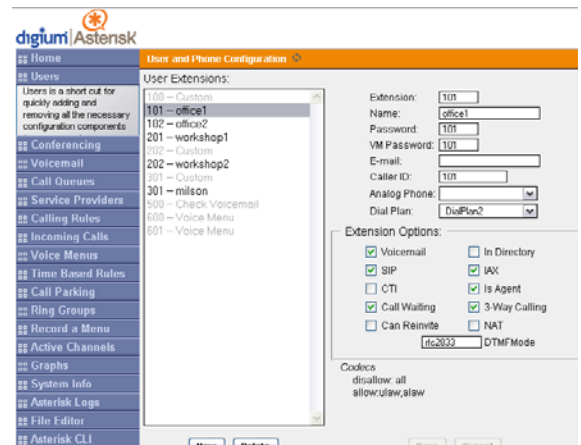 digium Asterisk
Home
Users
Users is a short cut for
quickly adding and
removing all the necessary
configuration components
Conferencing
Voicemail
Call Queues
Service Providers
Calling Rules
Incoming Calls
Voice Menus
Time Based Rules
Call Parking
Ring Groups
Record a Menu
Active Channels
Graphs
System Info
Asterisk Logs
File Editor
Asterisk CLI
User and Phone Configuration
User Extensions:
100 -- Custom
101 -- office1
102 -- office2
201 -- workshop1
202 -- Custom
202 -- workshop2
301 -- Custom
301 -- milson
500 -- Check Voicemail
600 -- Voice Menu
601 -- Voice Menu
Extension: 101
Name: office1
Password: 101
VM Password: 101
E-mail:
Caller ID: 101
Analog Phone:
Dial Plan: DialPlan2
Extension Options:
Voicemail In Directory
SIP IAX
CTI Is Agent
Call Waiting 3-Way Calling
Can Reinvite NAT
rfc2833 DTMFMode
Codecs
disallow: all
allow:ulaw,alaw